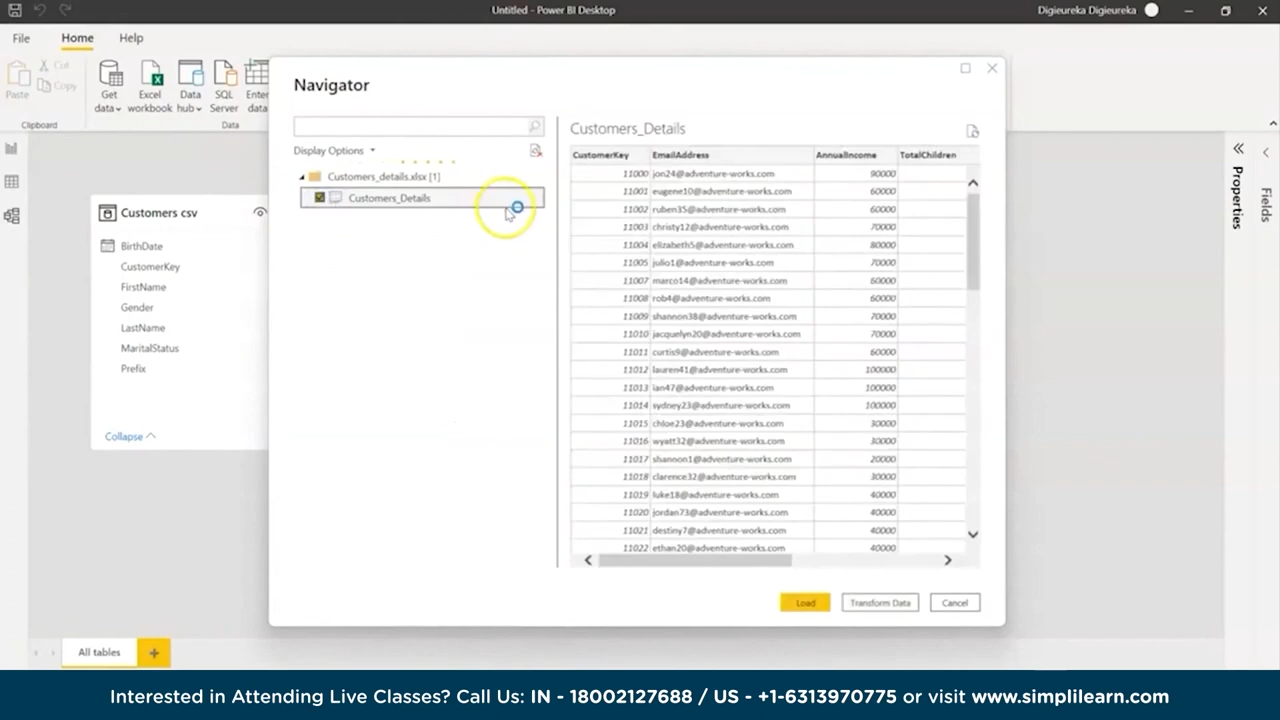 Untitled - Power BI Desktop
Digieureka Digieureka
File
Home
Help
Paste
Cut
Copy
Clipboard
Get data
Excel workbook
Data hub
SQL Server
Enter data
Data
Navigator
Display Options
Customers_details.xlsx [1]
Customers_Details
Customers_Details
CustomerKey EmailAddress AnnualIncome TotalChildren
11000 jon24@adventure-works.com 90000
11001 eugene10@adventure-works.com 60000
11002 ruben35@adventure-works.com 60000
11003 christy12@adventure-works.com 70000
11004 elizabeth5@adventure-works.com 80000
11005 julio1@adventure-works.com 70000
11007 marco14@adventure-works.com 60000
11008 rob4@adventure-works.com 60000
11009 shannon38@adventure-works.com 70000
11010 jacquelyn20@adventure-works.com 70000
11011 curtis9@adventure-works.com 60000
11012 lauren41@adventure-works.com 100000
11013 ian47@adventure-works.com 100000
11014 sydney23@adventure-works.com 100000
11015 chloe23@adventure-works.com 30000
11016 wyatt32@adventure-works.com 30000
11017 shannon1@adventure-works.com 20000
11018 clarence32@adventure-works.com 30000
11019 luke18@adventure-works.com 40000
11020 jordan73@adventure-works.com 40000
11021 destiny7@adventure-works.com 40000
11022 ethan20@adventure-works.com 40000
Load
Transform Data
Cancel
Customers csv
BirthDate
CustomerKey
FirstName
Gender
LastName
MaritalStatus
Prefix
Collapse
Properties
Fields
All tables
Interested in Attending Live Classes? Call Us: IN - 18002127688 / US - +1-6313970775 or visit www.simplilearn.com